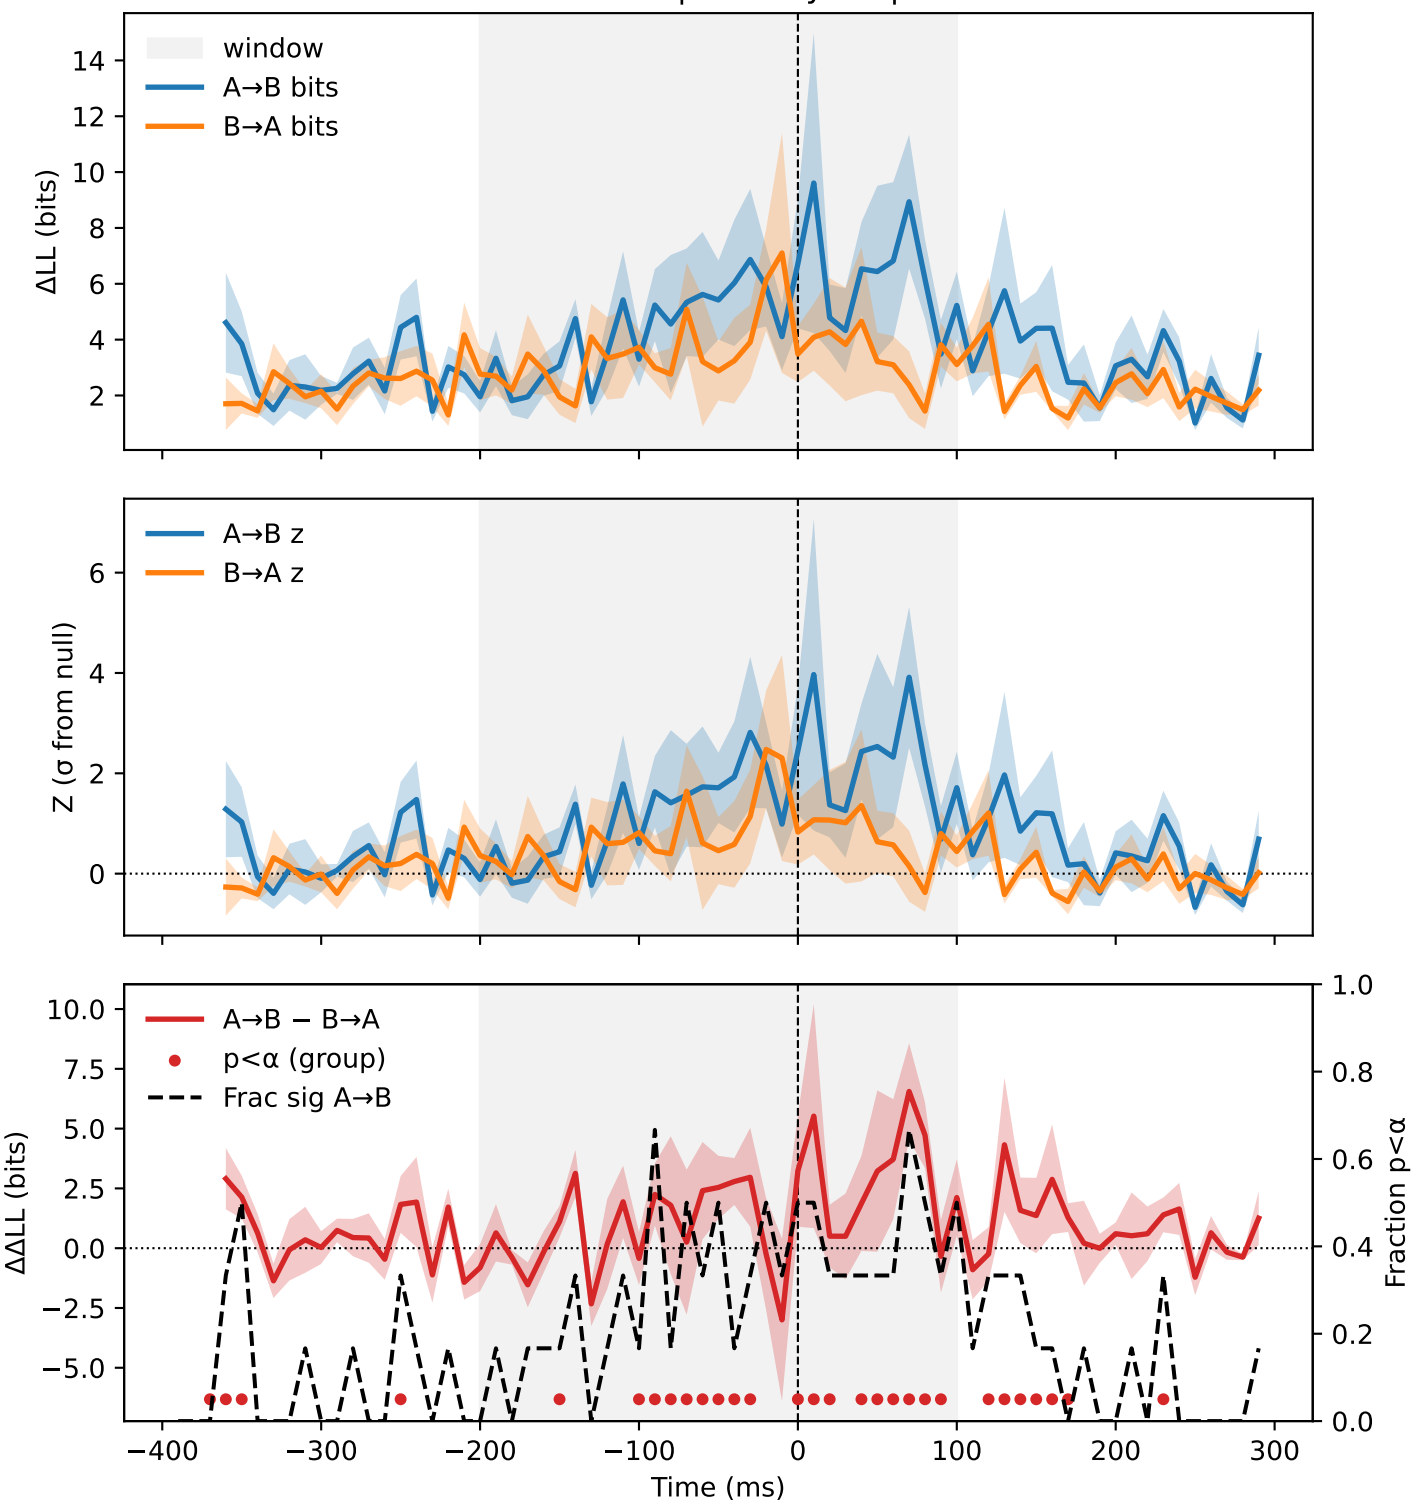 window
A→B bits
B→A bits
ΔLL (bits)
14
12
10
8
6
4
2
A→B z
B→A z
Z (σ from null)
6
4
2
0
A→B − B→A
p<α (group)
Frac sig A→B
ΔΔLL (bits)
10.0
7.5
5.0
2.5
0.0
−2.5
−5.0
1.0
0.8
0.6
0.4
0.2
0.0
Fraction p<α
−400 −300 −200 −100 0 100 200 300
Time (ms)